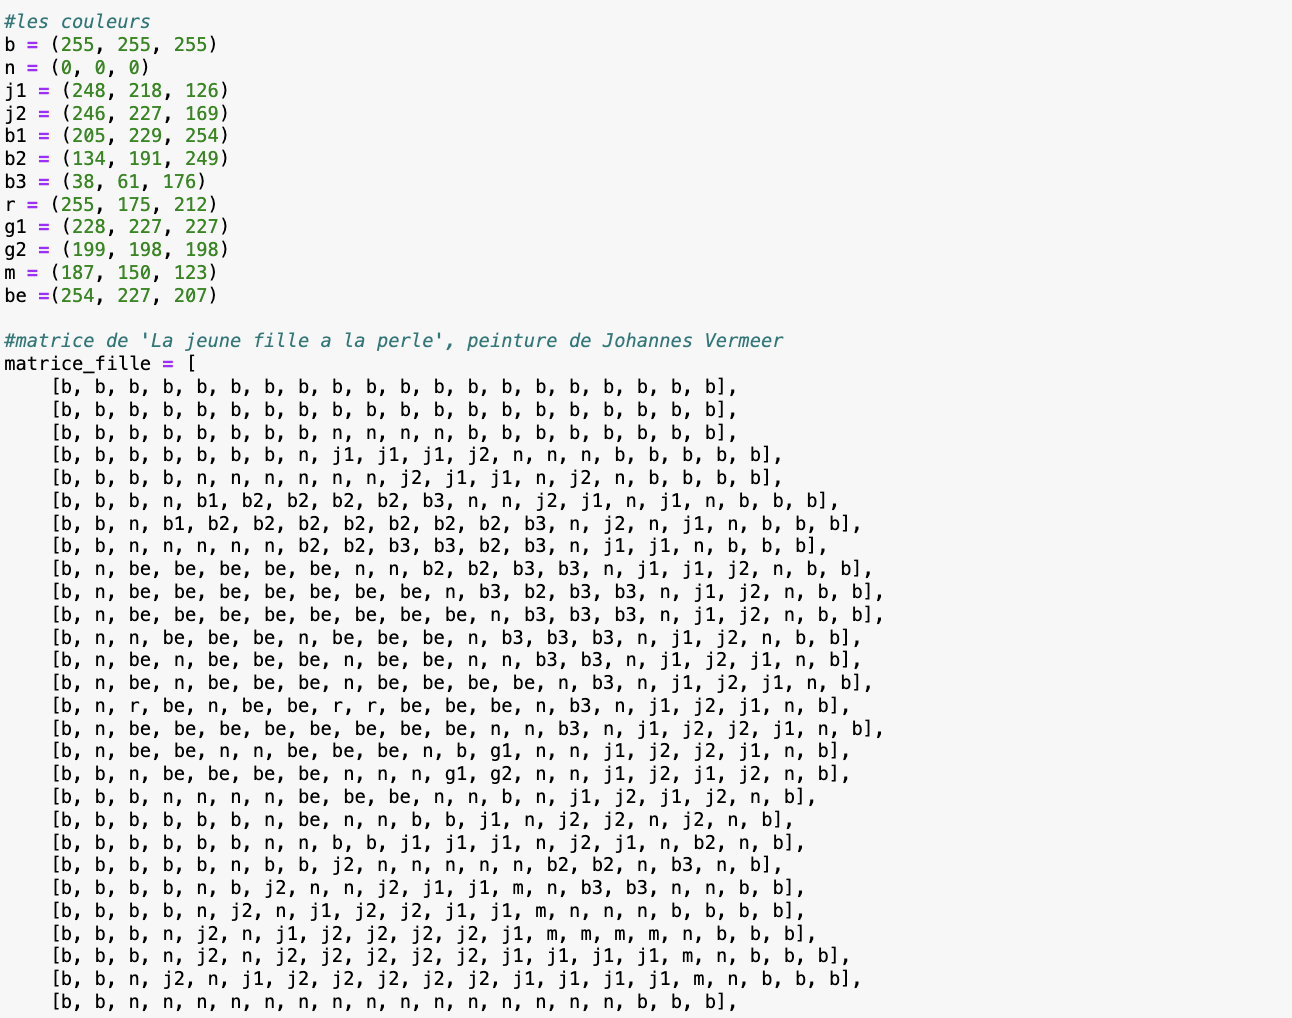 #les couleurs
b = (255, 255, 255)
n = (0, 0, 0)
j1 = (248, 218, 126)
j2 = (246, 227, 169)
b1 = (205, 229, 254)
b2 = (134, 191, 249)
b3 = (38, 61, 176)
r = (255, 175, 212)
g1 = (228, 227, 227)
g2 = (199, 198, 198)
m = (187, 150, 123)
be =(254, 227, 207)
#matrice de 'La jeune fille a la perle', peinture de Johannes Vermeer
matrice_fille = [
[b, b, b, b, b, b, b, b, b, b, b, b, b, b, b, b, b, b, b, b],
[b, b, b, b, b, b, b, b, b, b, b, b, b, b, b, b, b, b, b, b],
[b, b, b, b, b, b, b, b, n, n, n, n, b, b, b, b, b, b, b, b],
[b, b, b, b, b, b, b, n, j1, j1, j1, j2, n, n, n, b, b, b, b, b],
[b, b, b, b, n, n, n, n, n, n, j2, j1, j1, n, j2, n, b, b, b, b],
[b, b, b, n, b1, b2, b2, b2, b2, b3, n, n, j2, j1, n, j1, n, b, b, b],
[b, b, n, b1, b2, b2, b2, b2, b2, b2, b2, b3, n, j2, n, j1, n, b, b, b],
[b, b, n, n, n, n, n, b2, b2, b3, b3, b2, b3, n, j1, j1, n, b, b, b],
[b, n, be, be, be, be, be, n, n, b2, b2, b3, b3, n, j1, j1, j2, n, b, b],
[b, n, be, be, be, be, be, be, be, n, b3, b2, b3, b3, n, j1, j2, n, b, b],
[b, n, be, be, be, be, be, be, be, be, n, b3, b3, b3, n, j1, j2, n, b, b],
[b, n, n, be, be, be, n, be, be, be, n, b3, b3, b3, n, j1, j2, n, b, b],
[b, n, be, n, be, be, be, n, be, be, n, n, b3, b3, n, j1, j2, j1, n, b],
[b, n, be, n, be, be, be, n, be, be, be, be, n, b3, n, j1, j2, j1, n, b],
[b, n, r, be, n, be, be, r, r, be, be, be, n, b3, n, j1, j2, j1, n, b],
[b, n, be, be, be, be, be, be, be, be, n, n, b3, n, j1, j2, j2, j1, n, b],
[b, n, be, be, n, n, be, be, be, n, b, g1, n, n, j1, j2, j2, j1, n, b],
[b, b, n, be, be, be, be, n, n, n, g1, g2, n, n, j1, j2, j1, j2, n, b],
[b, b, b, n, n, n, n, be, be, be, n, n, b, n, j1, j2, j1, j2, n, b],
[b, b, b, b, b, b, n, be, n, n, b, b, j1, n, j2, j2, n, j2, n, b],
[b, b, b, b, b, b, n, n, b, b, j1, j1, j1, n, j2, j1, n, b2, n, b],
[b, b, b, b, b, n, b, b, j2, n, n, n, n, n, b2, b2, n, b3, n, b],
[b, b, b, b, n, b, j2, n, n, j2, j1, j1, m, n, b3, b3, n, n, b, b],
[b, b, b, b, n, j2, n, j1, j2, j2, j1, j1, m, n, n, n, b, b, b, b],
[b, b, b, n, j2, n, j1, j2, j2, j2, j2, j1, m, m, m, m, n, b, b, b],
[b, b, b, n, j2, n, j2, j2, j2, j2, j2, j1, j1, j1, j1, m, n, b, b, b],
[b, b, n, j2, n, j1, j2, j2, j2, j2, j2, j1, j1, j1, j1, m, n, b, b, b],
[b, b, n, n, n, n, n, n, n, n, n, n, n, n, n, n, n, b, b, b],